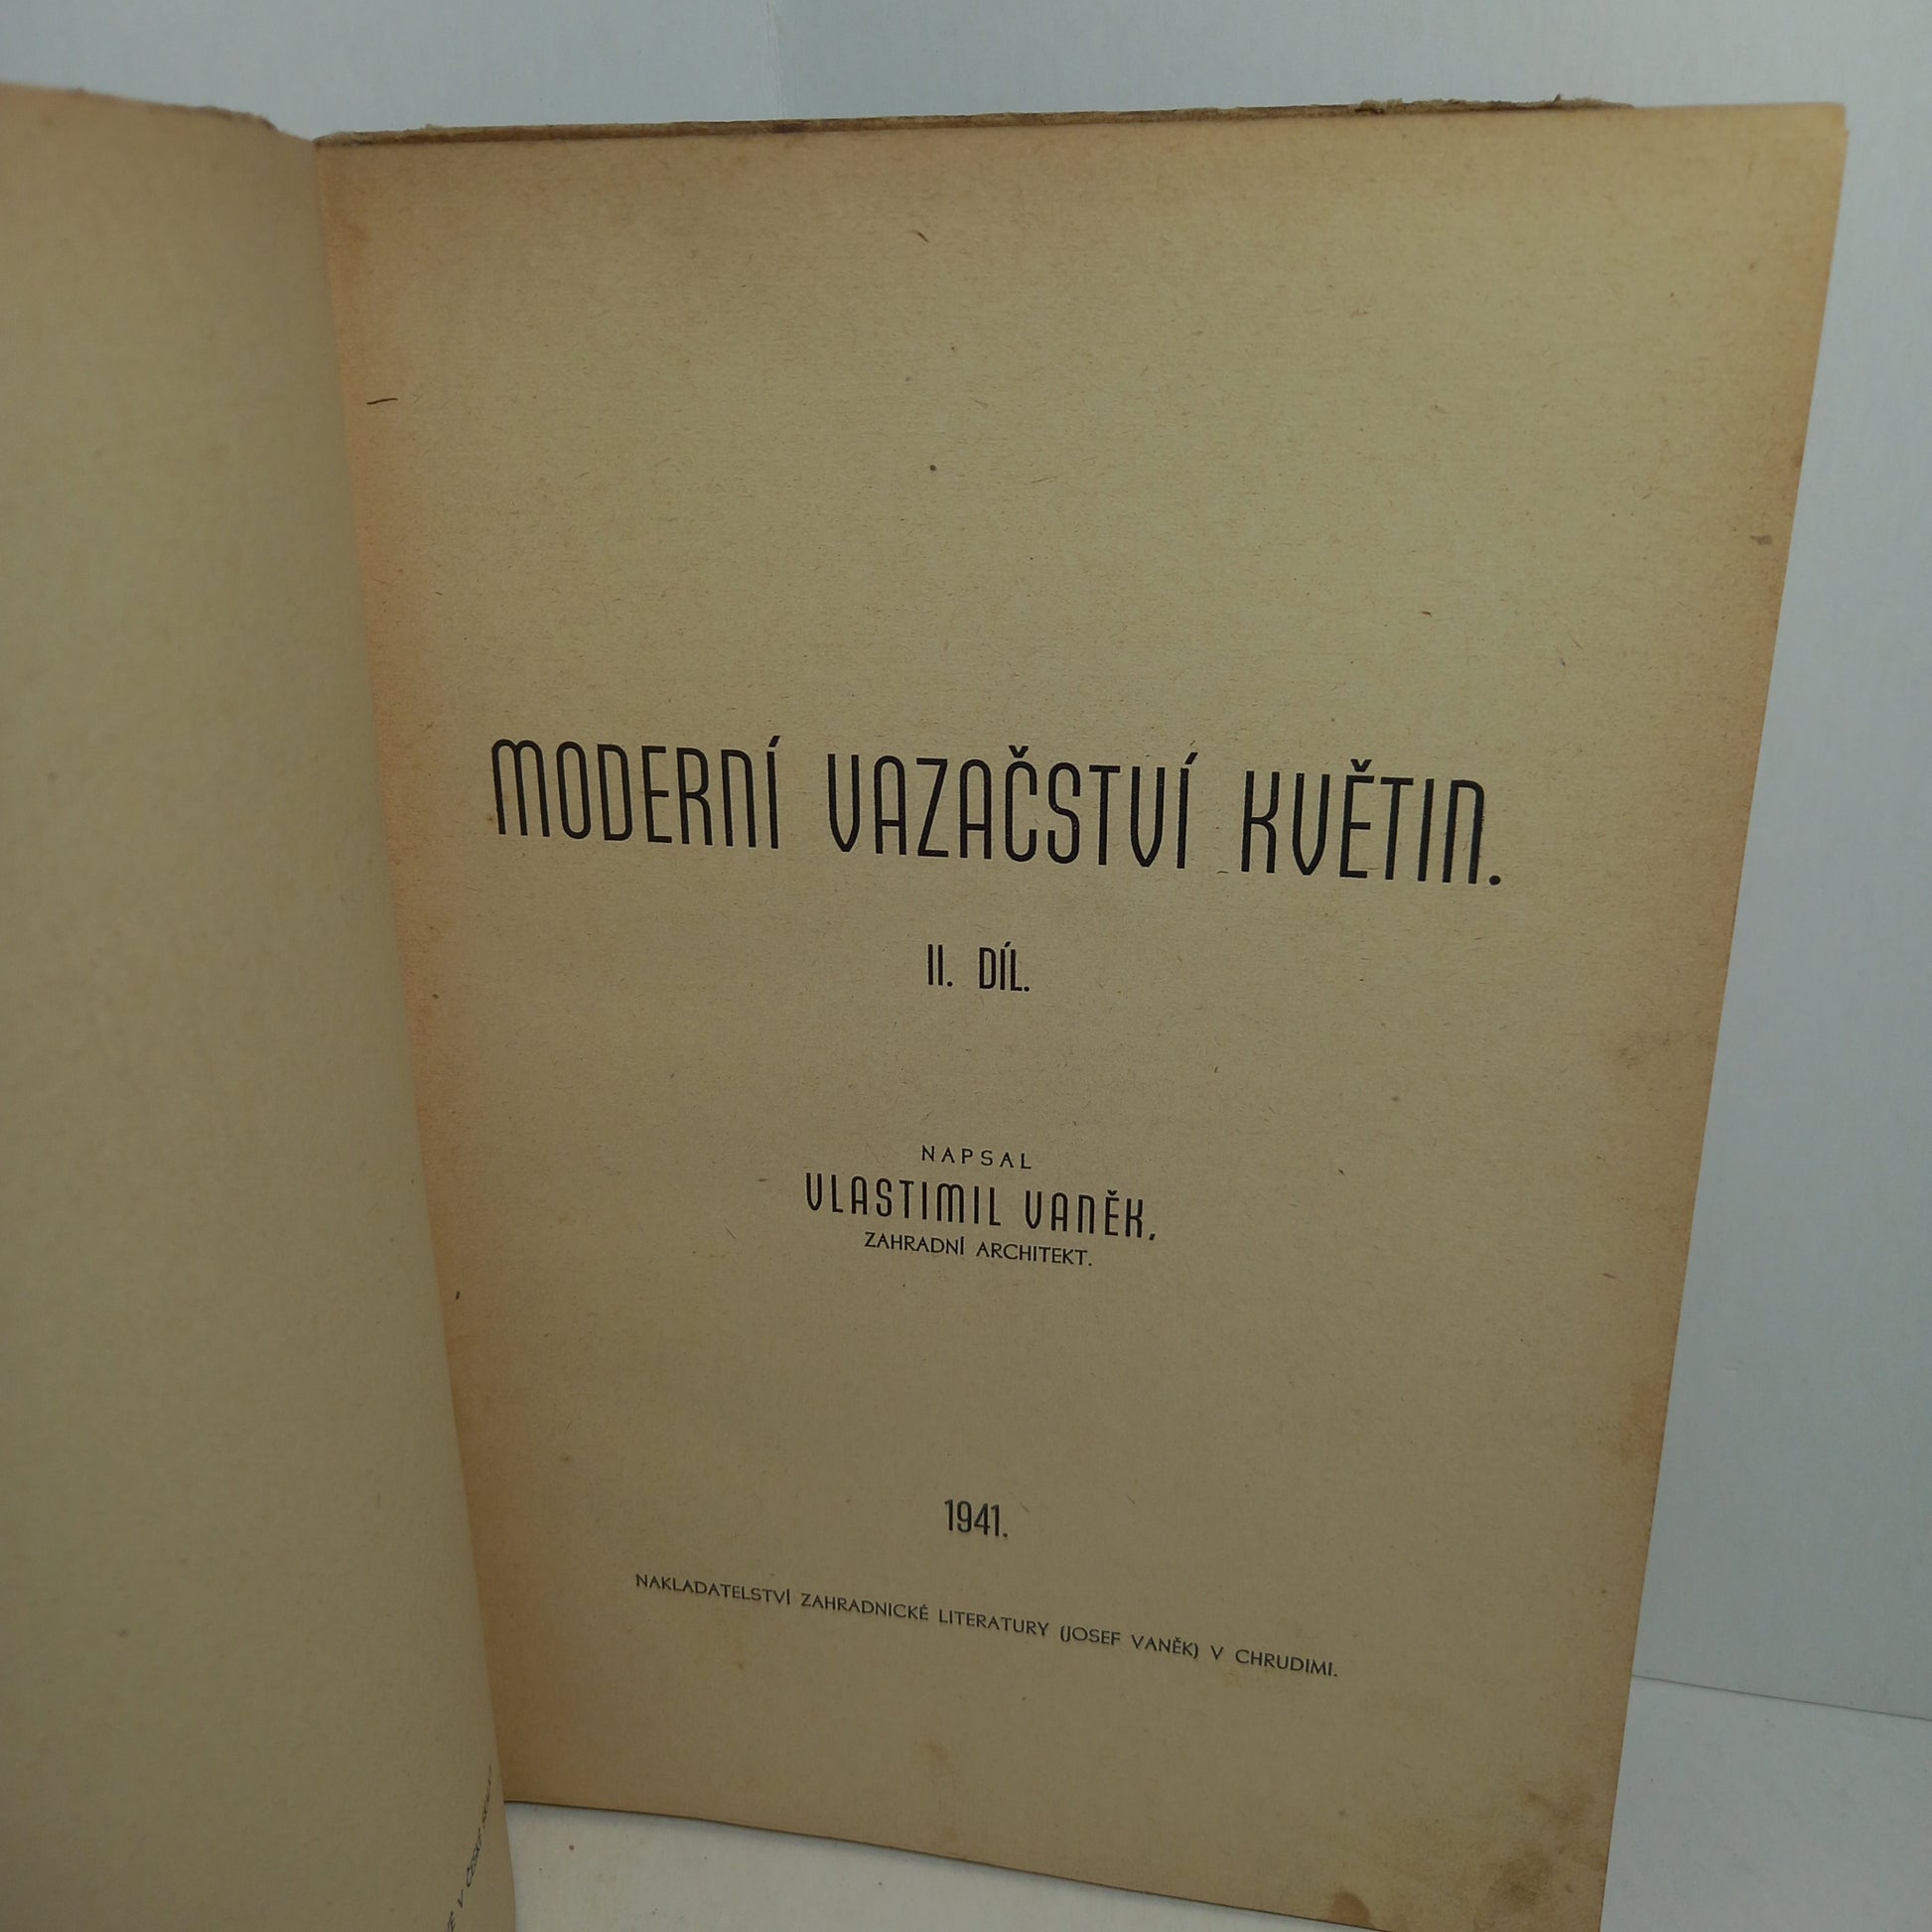 MODERNÍ VAZAČSTVÍ KVĚTIN.
II. DÍL.
NAPSAL
VLASTIMIL VANĚK,
ZAHRADNÍ ARCHITEKT.
1941.
NAKLADATELSTVÍ ZAHRADNICKÉ LITERATURY (JOSEF VANĚK) V CHRUDIMI.